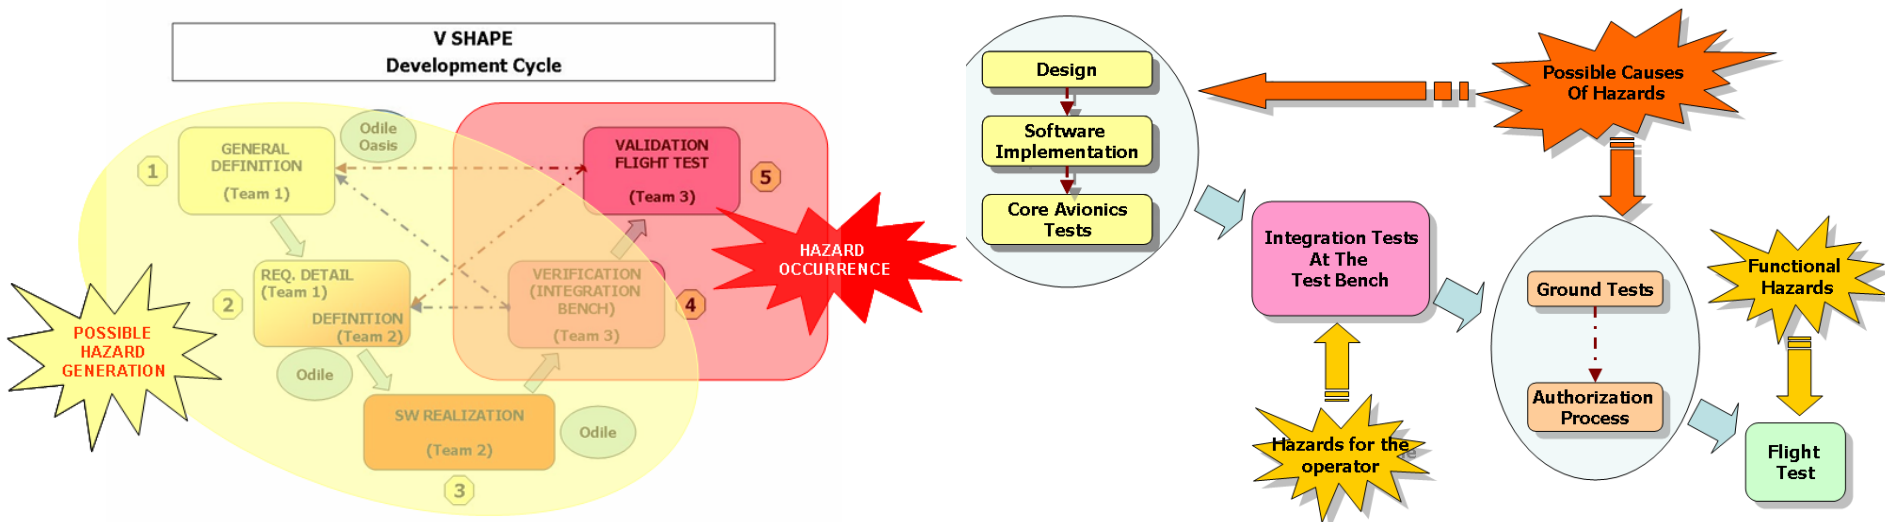 V SHAPE
Development Cycle
Odile
Oasis
1
GENERAL
DEFINITION
(Team 1)
VALIDATION
FLIGHT TEST
(Team 3)
5
HAZARD
OCCURRENCE
2
REQ. DETAIL
(Team 1)
DEFINITION
(Team 2)
VERIFICATION
(INTEGRATION
BENCH)
(Team 3)
4
POSSIBLE
HAZARD
GENERATION
Odile
SW REALIZATION
(Team 2)
Odile
3
Design
Software
Implementation
Core Avionics
Tests
Possible Causes
Of Hazards
Integration Tests
At The
Test Bench
Functional
Hazards
Ground Tests
Authorization
Process
Hazards for the
operator
Flight
Test